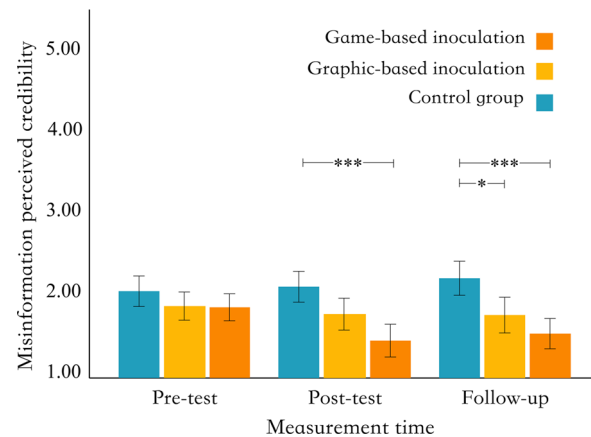 Game-based inoculation
Graphic-based inoculation
Control group
Misinformation perceived credibility
5.00
4.00
3.00
2.00
1.00
***
***
*
Pre-test
Post-test
Follow-up
Measurement time